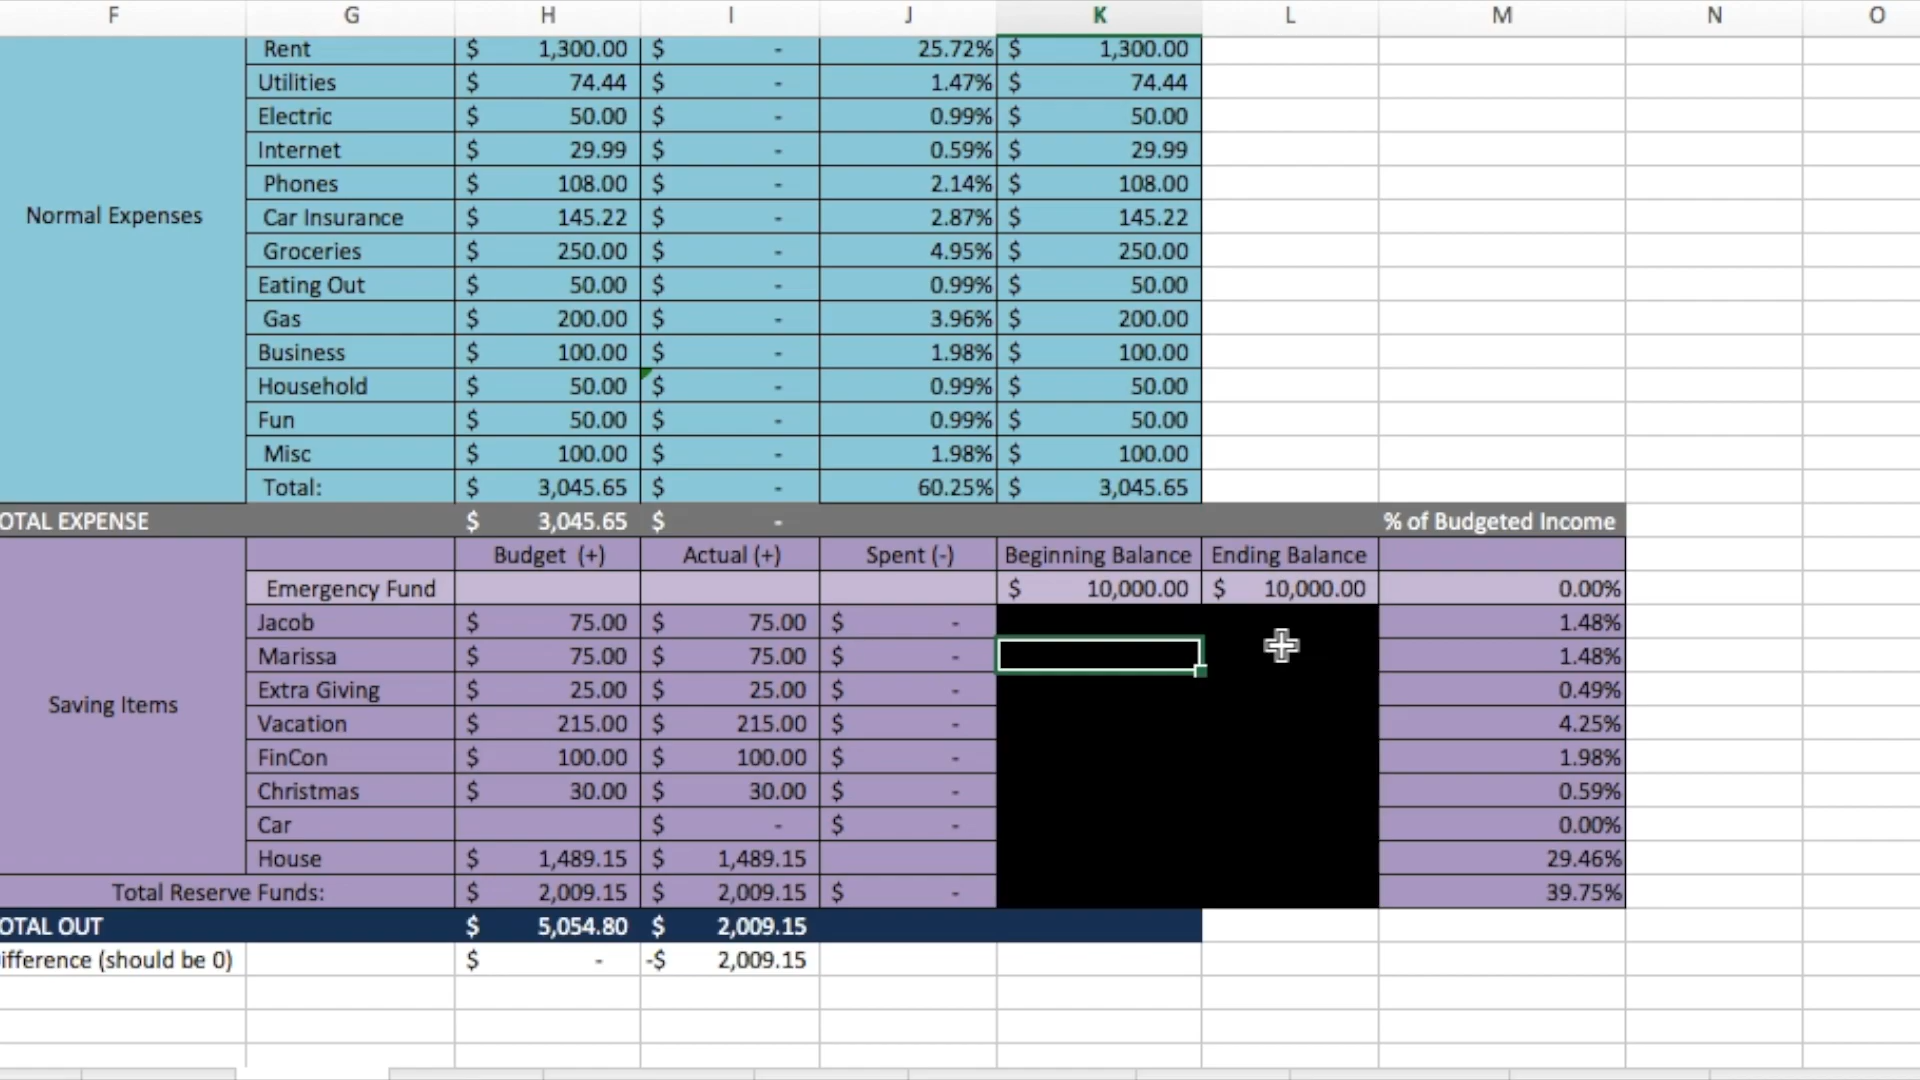 F G H I J K L M N O
Rent $ 1,300.00 $ - 25.72% $ 1,300.00
Utilities $ 74.44 $ - 1.47% $ 74.44
Electric $ 50.00 $ - 0.99% $ 50.00
Internet $ 29.99 $ - 0.59% $ 29.99
Phones $ 108.00 $ - 2.14% $ 108.00
Normal Expenses Car Insurance $ 145.22 $ - 2.87% $ 145.22
Groceries $ 250.00 $ - 4.95% $ 250.00
Eating Out $ 50.00 $ - 0.99% $ 50.00
Gas $ 200.00 $ - 3.96% $ 200.00
Business $ 100.00 $ - 1.98% $ 100.00
Household $ 50.00 $ - 0.99% $ 50.00
Fun $ 50.00 $ - 0.99% $ 50.00
Misc $ 100.00 $ - 1.98% $ 100.00
Total: $ 3,045.65 $ - 60.25% $ 3,045.65
OTAL EXPENSE $ 3,045.65 $ - % of Budgeted Income
Budget (+) Actual (+) Spent (-) Beginning Balance Ending Balance
Emergency Fund $ 10,000.00 $ 10,000.00 0.00%
Jacob $ 75.00 $ 75.00 $ - 1.48%
Marissa $ 75.00 $ 75.00 $ - 1.48%
Extra Giving $ 25.00 $ 25.00 $ - 0.49%
Saving Items Vacation $ 215.00 $ 215.00 $ - 4.25%
FinCon $ 100.00 $ 100.00 $ - 1.98%
Christmas $ 30.00 $ 30.00 $ - 0.59%
Car $ - $ - 0.00%
House $ 1,489.15 $ 1,489.15 29.46%
Total Reserve Funds: $ 2,009.15 $ 2,009.15 $ - 39.75%
OTAL OUT $ 5,054.80 $ 2,009.15
ifference (should be 0) $ - -$ 2,009.15